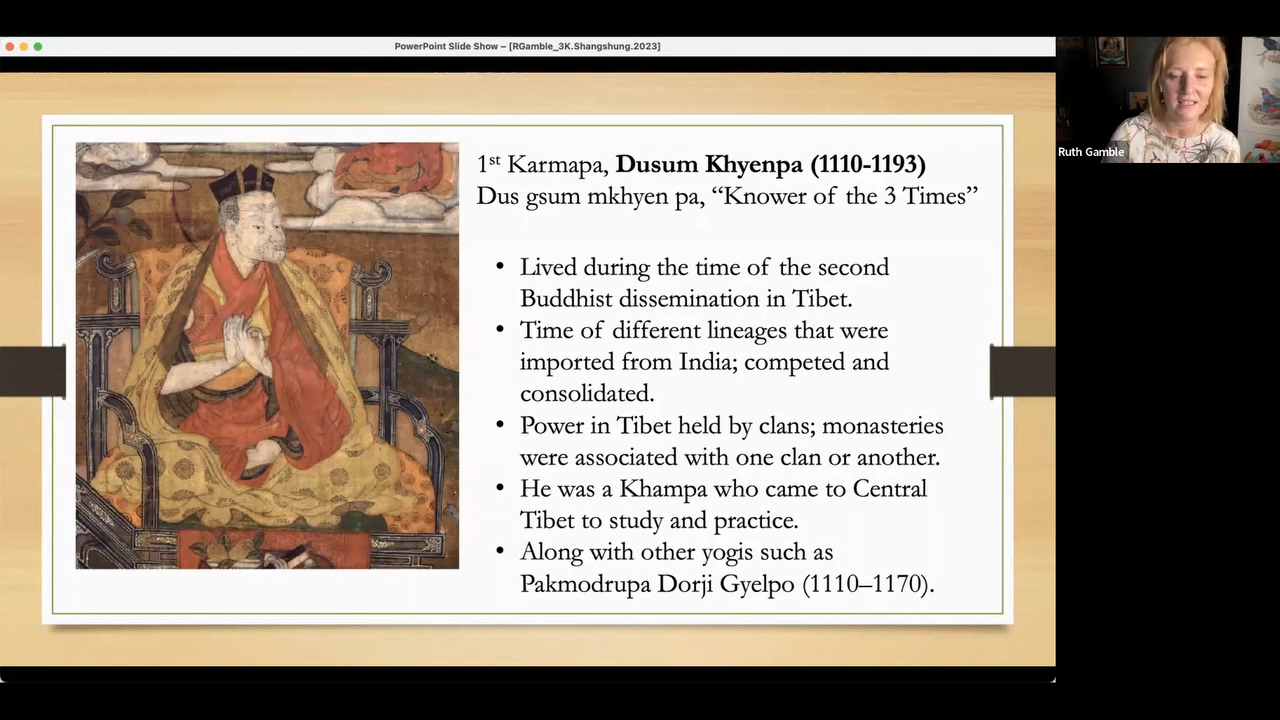 PowerPoint Slide Show – [RGamble_3K.Shangshung.2023]
1st Karmapa, Dusum Khyenpa (1110-1193)
Dus gsum mkhyen pa, “Knower of the 3 Times”
• Lived during the time of the second
Buddhist dissemination in Tibet.
• Time of different lineages that were
imported from India; competed and
consolidated.
• Power in Tibet held by clans; monasteries
were associated with one clan or another.
• He was a Khampa who came to Central
Tibet to study and practice.
• Along with other yogis such as
Pakmodrupa Dorji Gyelpo (1110–1170).
Ruth Gamble